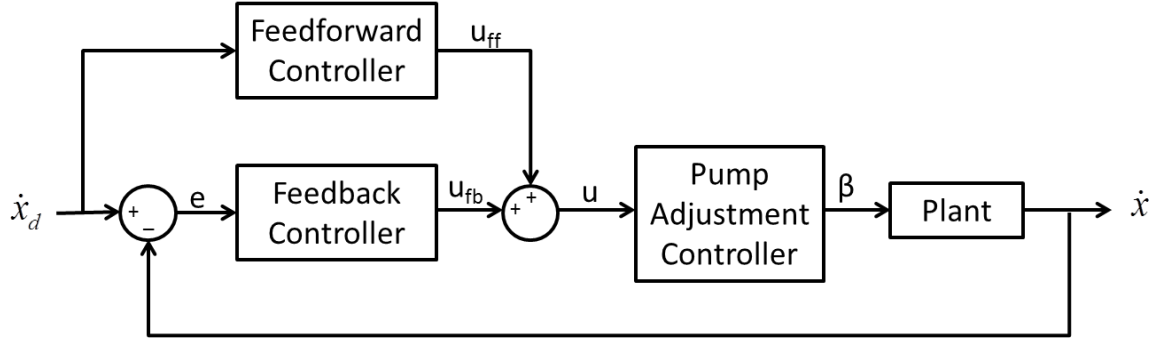 Feedforward
Controller
u_ff
ẋ_d
+
−
e
Feedback
Controller
u_fb
+
+
u
Pump
Adjustment
Controller
β
Plant
ẋ